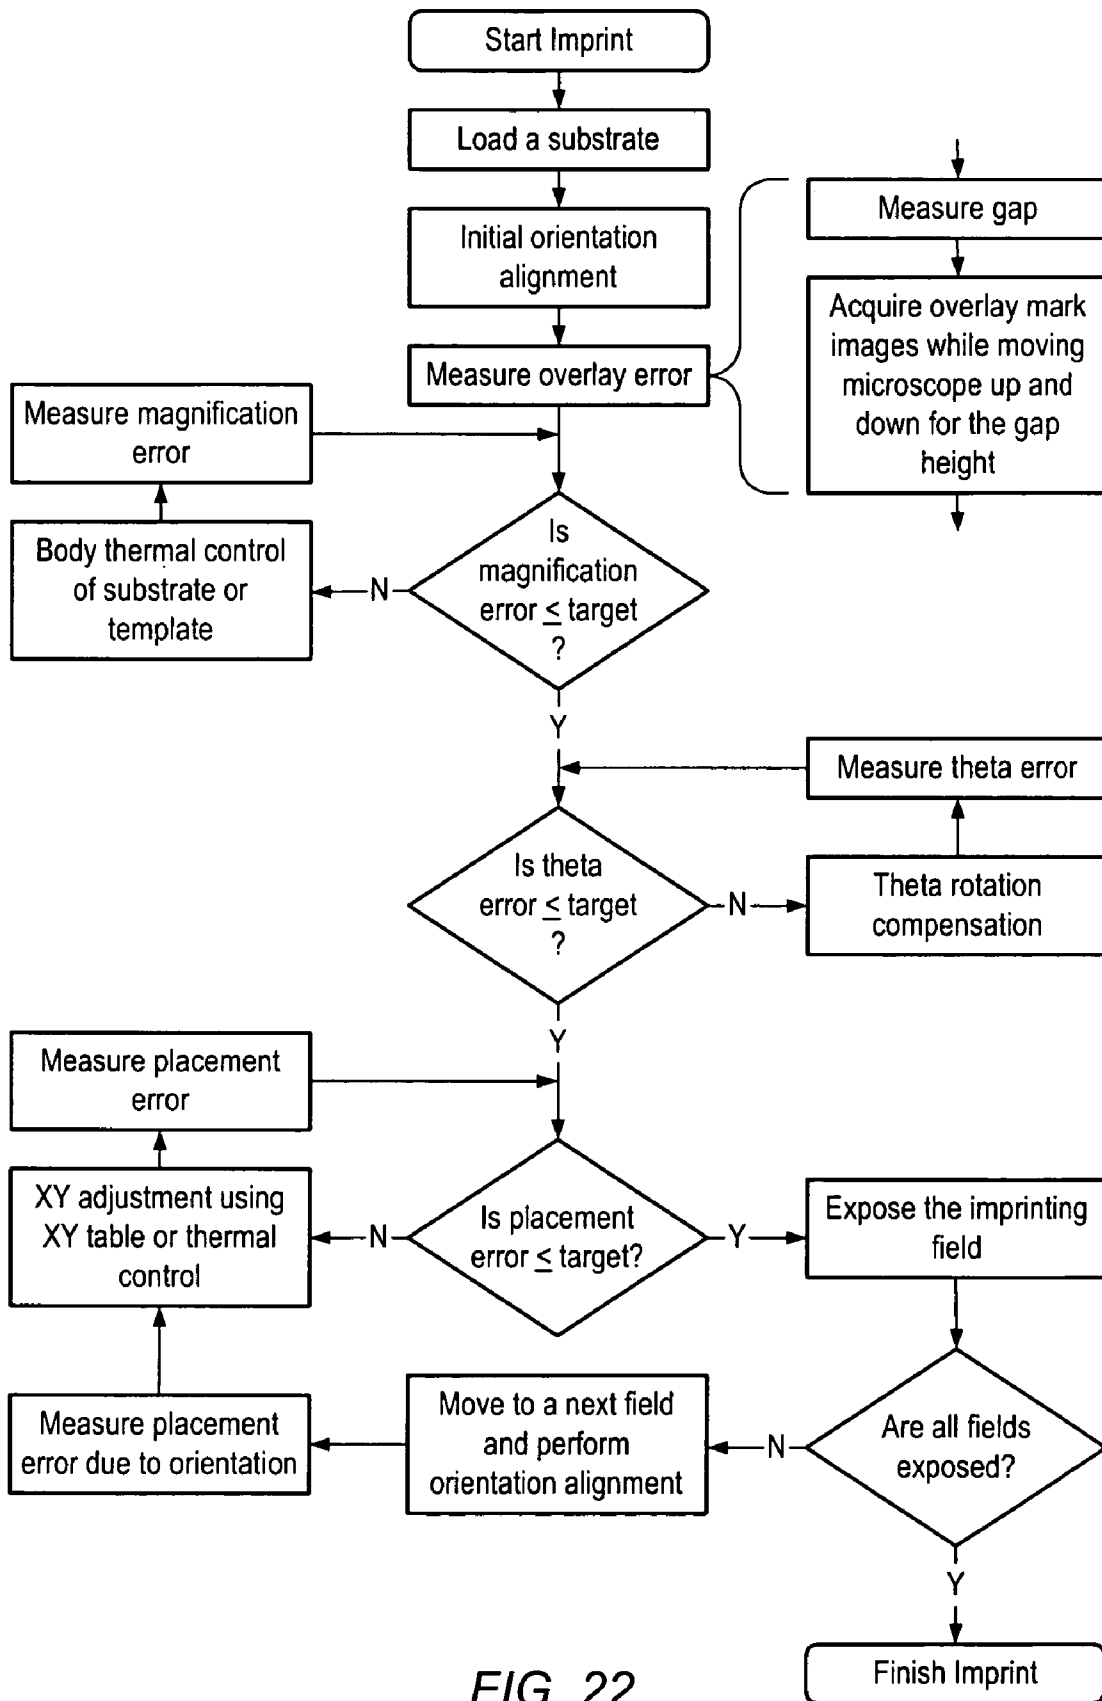 Start Imprint
Load a substrate
Initial orientation
alignment
Measure overlay error
Measure gap
Acquire overlay mark
images while moving
microscope up and
down for the gap
height
Measure magnification
error
Body thermal control
of substrate or
template
N
Is
magnification
error ≤ target
?
Y
Measure theta error
Is theta
error ≤ target
?
N
Theta rotation
compensation
Y
Measure placement
error
XY adjustment using
XY table or thermal
control
N
Is placement
error ≤ target?
Y
Expose the imprinting
field
Measure placement
error due to orientation
Move to a next field
and perform
orientation alignment
N
Are all fields
exposed?
Y
Finish Imprint
FIG. 22